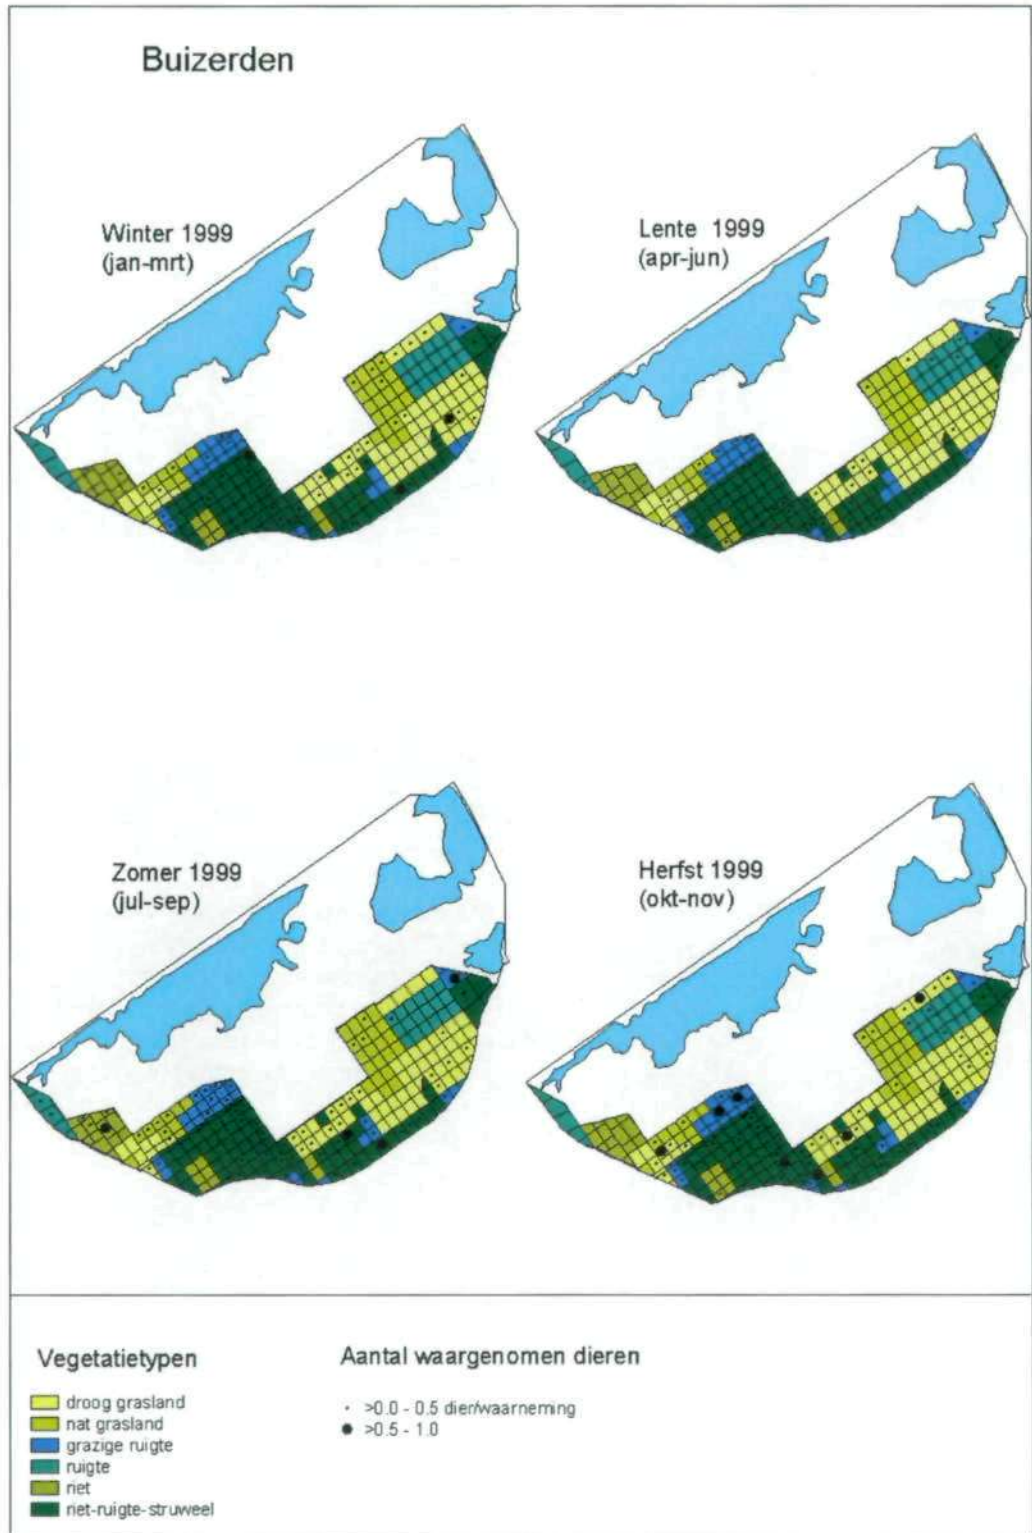 Buizerden
Winter 1999
(jan-mrt)
Lente 1999
(apr-jun)
Zomer 1999
(jul-sep)
Herfst 1999
(okt-nov)
Vegetatietypen
droog grasland
nat grasland
grazige ruigte
ruigte
riet
riet-ruigte-struweel
Aantal waargenomen dieren
>0.0 - 0.5 dier/waarneming
>0.5 - 1.0